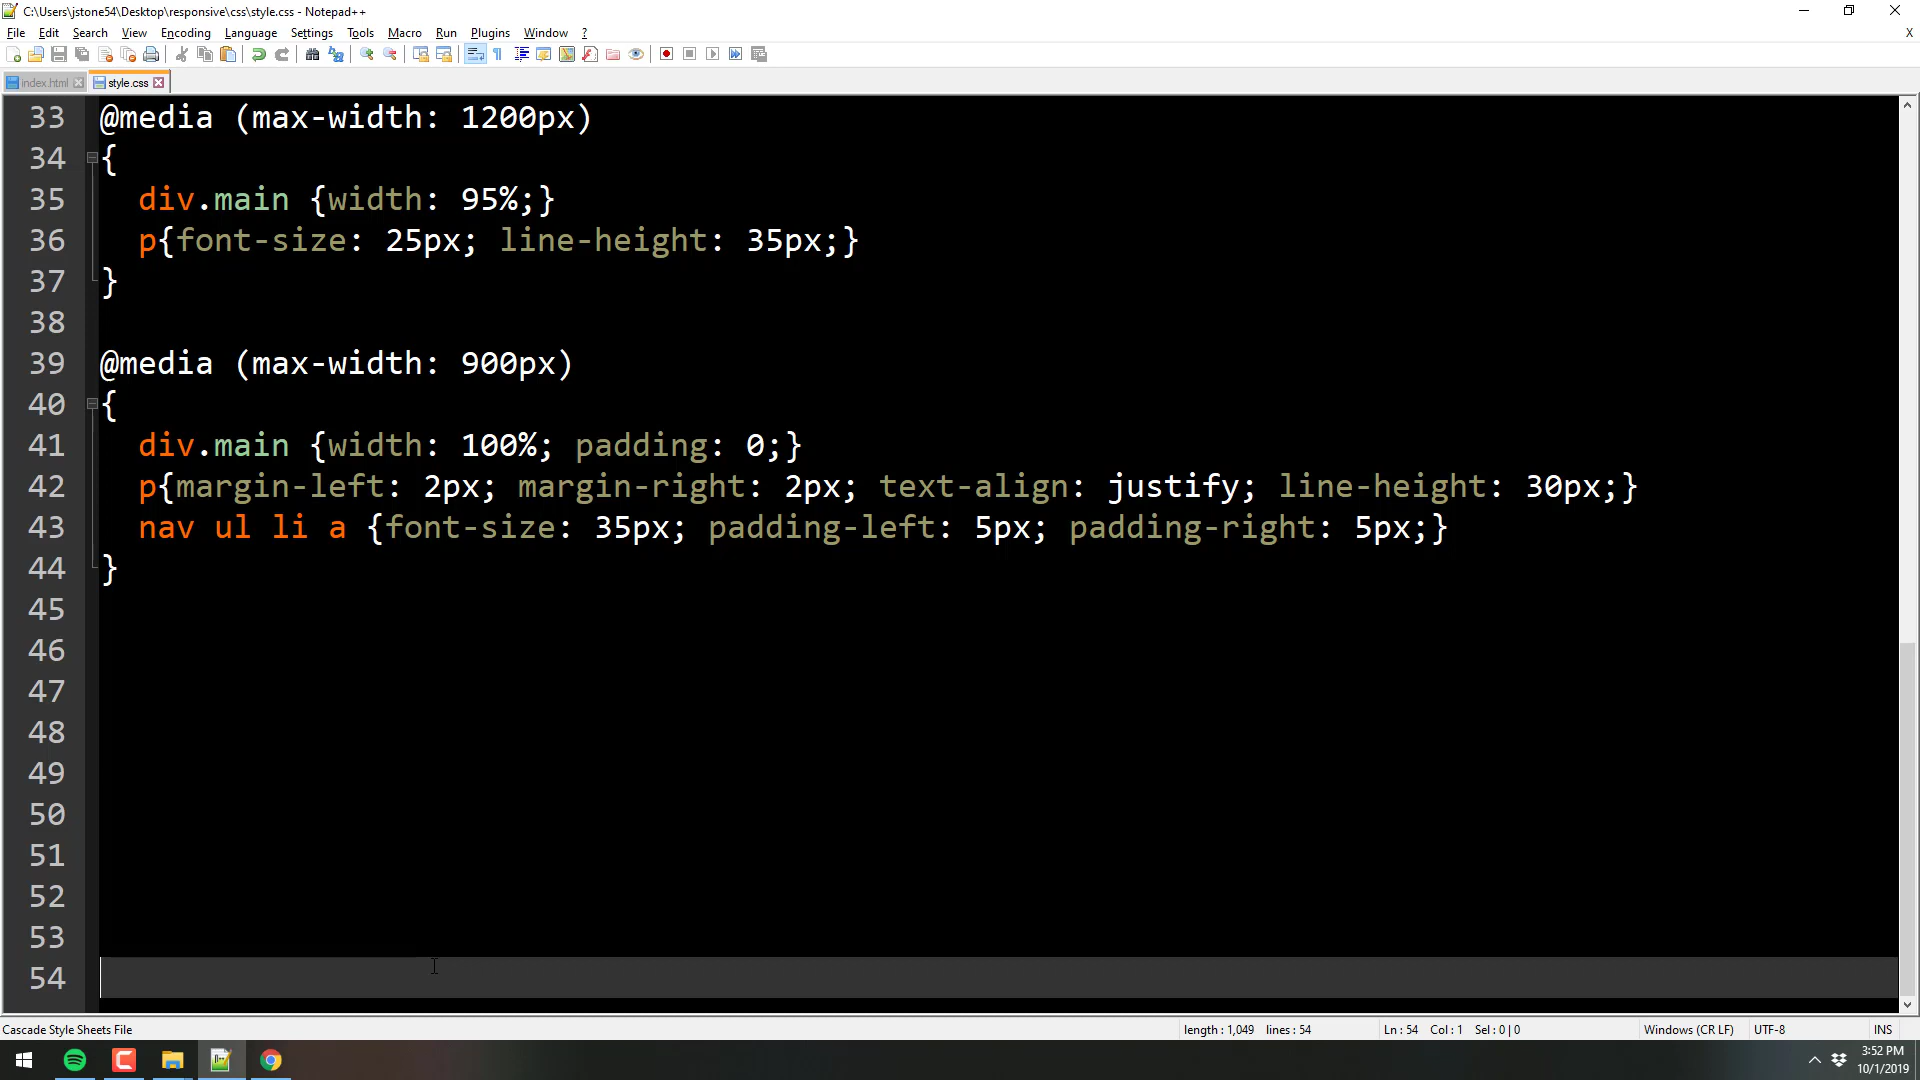 C:\Users\jstone54\Desktop\responsive\css\style.css - Notepad++
File Edit Search View Encoding Language Settings Tools Macro Run Plugins Window ? X
index.html style.css
33 @media (max-width: 1200px)
34 {
35 div.main {width: 95%;}
36 p{font-size: 25px; line-height: 35px;}
37 }
38
39 @media (max-width: 900px)
40 {
41 div.main {width: 100%; padding: 0;}
42 p{margin-left: 2px; margin-right: 2px; text-align: justify; line-height: 30px;}
43 nav ul li a {font-size: 35px; padding-left: 5px; padding-right: 5px;}
44 }
45
46
47
48
49
50
51
52
53
54
Cascade Style Sheets File length : 1,049 lines : 54 Ln : 54 Col : 1 Sel : 0 | 0 Windows (CR LF) UTF-8 INS
3:52 PM
10/1/2019